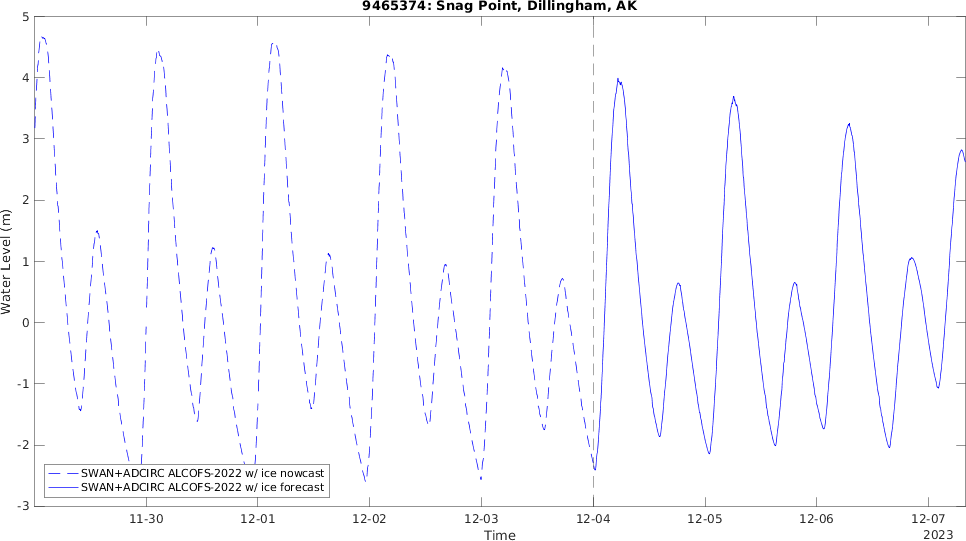 9465374: Snag Point, Dillingham, AK
5
4
3
2
1
0
-1
-2
-3
Water Level (m)
SWAN+ADCIRC ALCOFS-2022 w/ ice nowcast
SWAN+ADCIRC ALCOFS-2022 w/ ice forecast
11-30 12-01 12-02 12-03 12-04 12-05 12-06 12-07
Time
2023